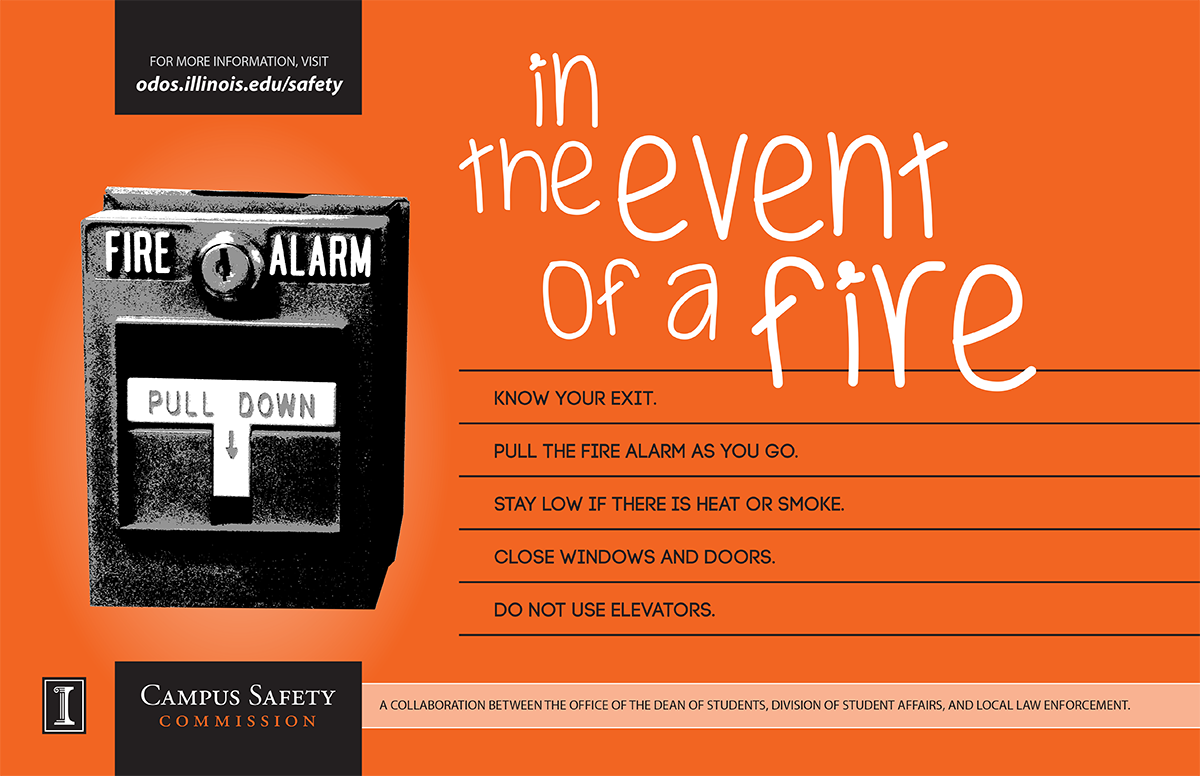 FOR MORE INFORMATION, VISIT
odos.illinois.edu/safety
in
the event
of a fire
FIRE ALARM
PULL DOWN
KNOW YOUR EXIT.
PULL THE FIRE ALARM AS YOU GO.
STAY LOW IF THERE IS HEAT OR SMOKE.
CLOSE WINDOWS AND DOORS.
DO NOT USE ELEVATORS.
I
CAMPUS SAFETY
COMMISSION
A COLLABORATION BETWEEN THE OFFICE OF THE DEAN OF STUDENTS, DIVISION OF STUDENT AFFAIRS, AND LOCAL LAW ENFORCEMENT.